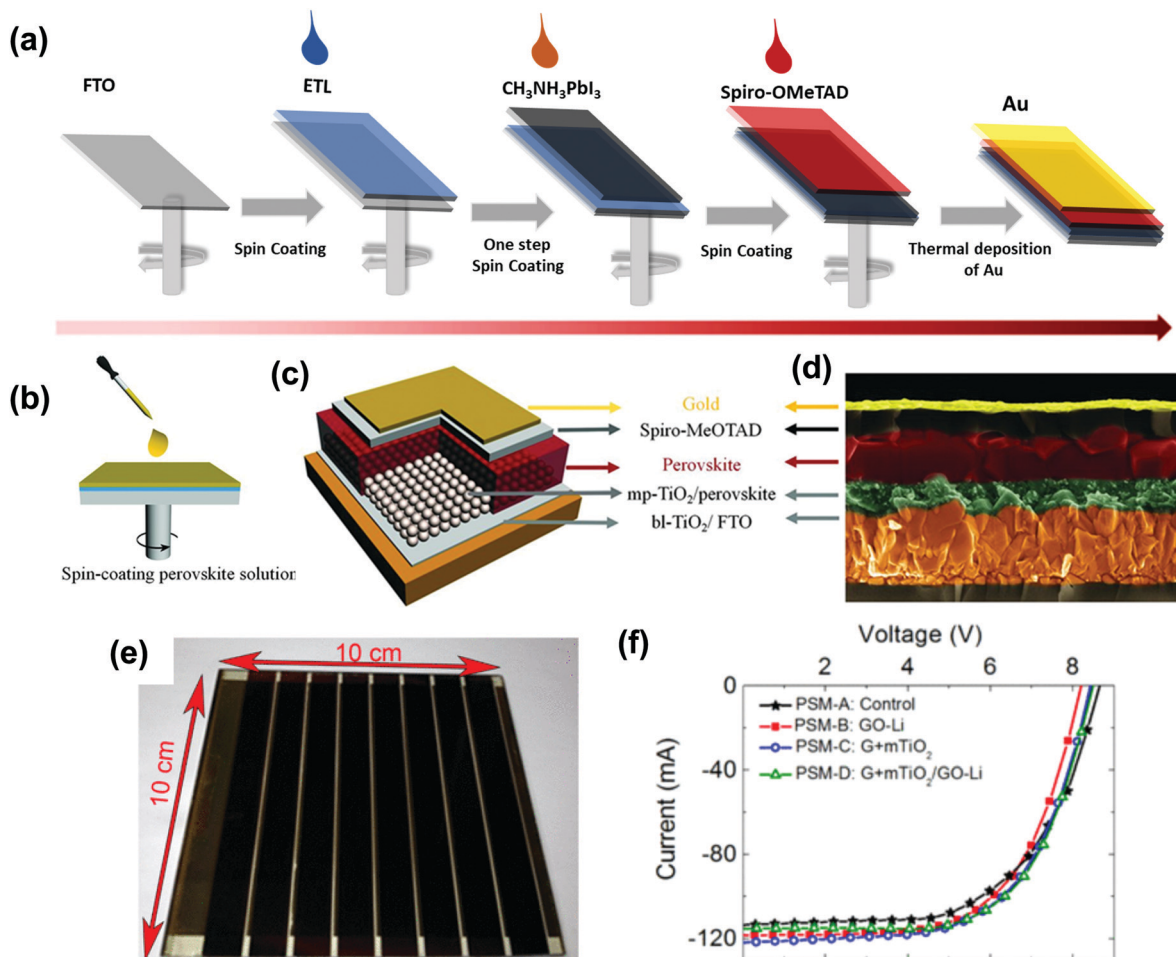 (a)
FTO
ETL
CH₃NH₃PbI₃
Spiro-OMeTAD
Au
Spin Coating
One step
Spin Coating
Spin Coating
Thermal deposition
of Au
(b)
Spin-coating perovskite solution
(c)
Gold
Spiro-MeOTAD
Perovskite
mp-TiO₂/perovskite
bl-TiO₂/ FTO
(d)
(e)
10 cm
10 cm
(f)
Voltage (V)
2 4 6 8
0
-40
-80
-120
Current (mA)
PSM-A: Control
PSM-B: GO-Li
PSM-C: G+mTiO₂
PSM-D: G+mTiO₂/GO-Li